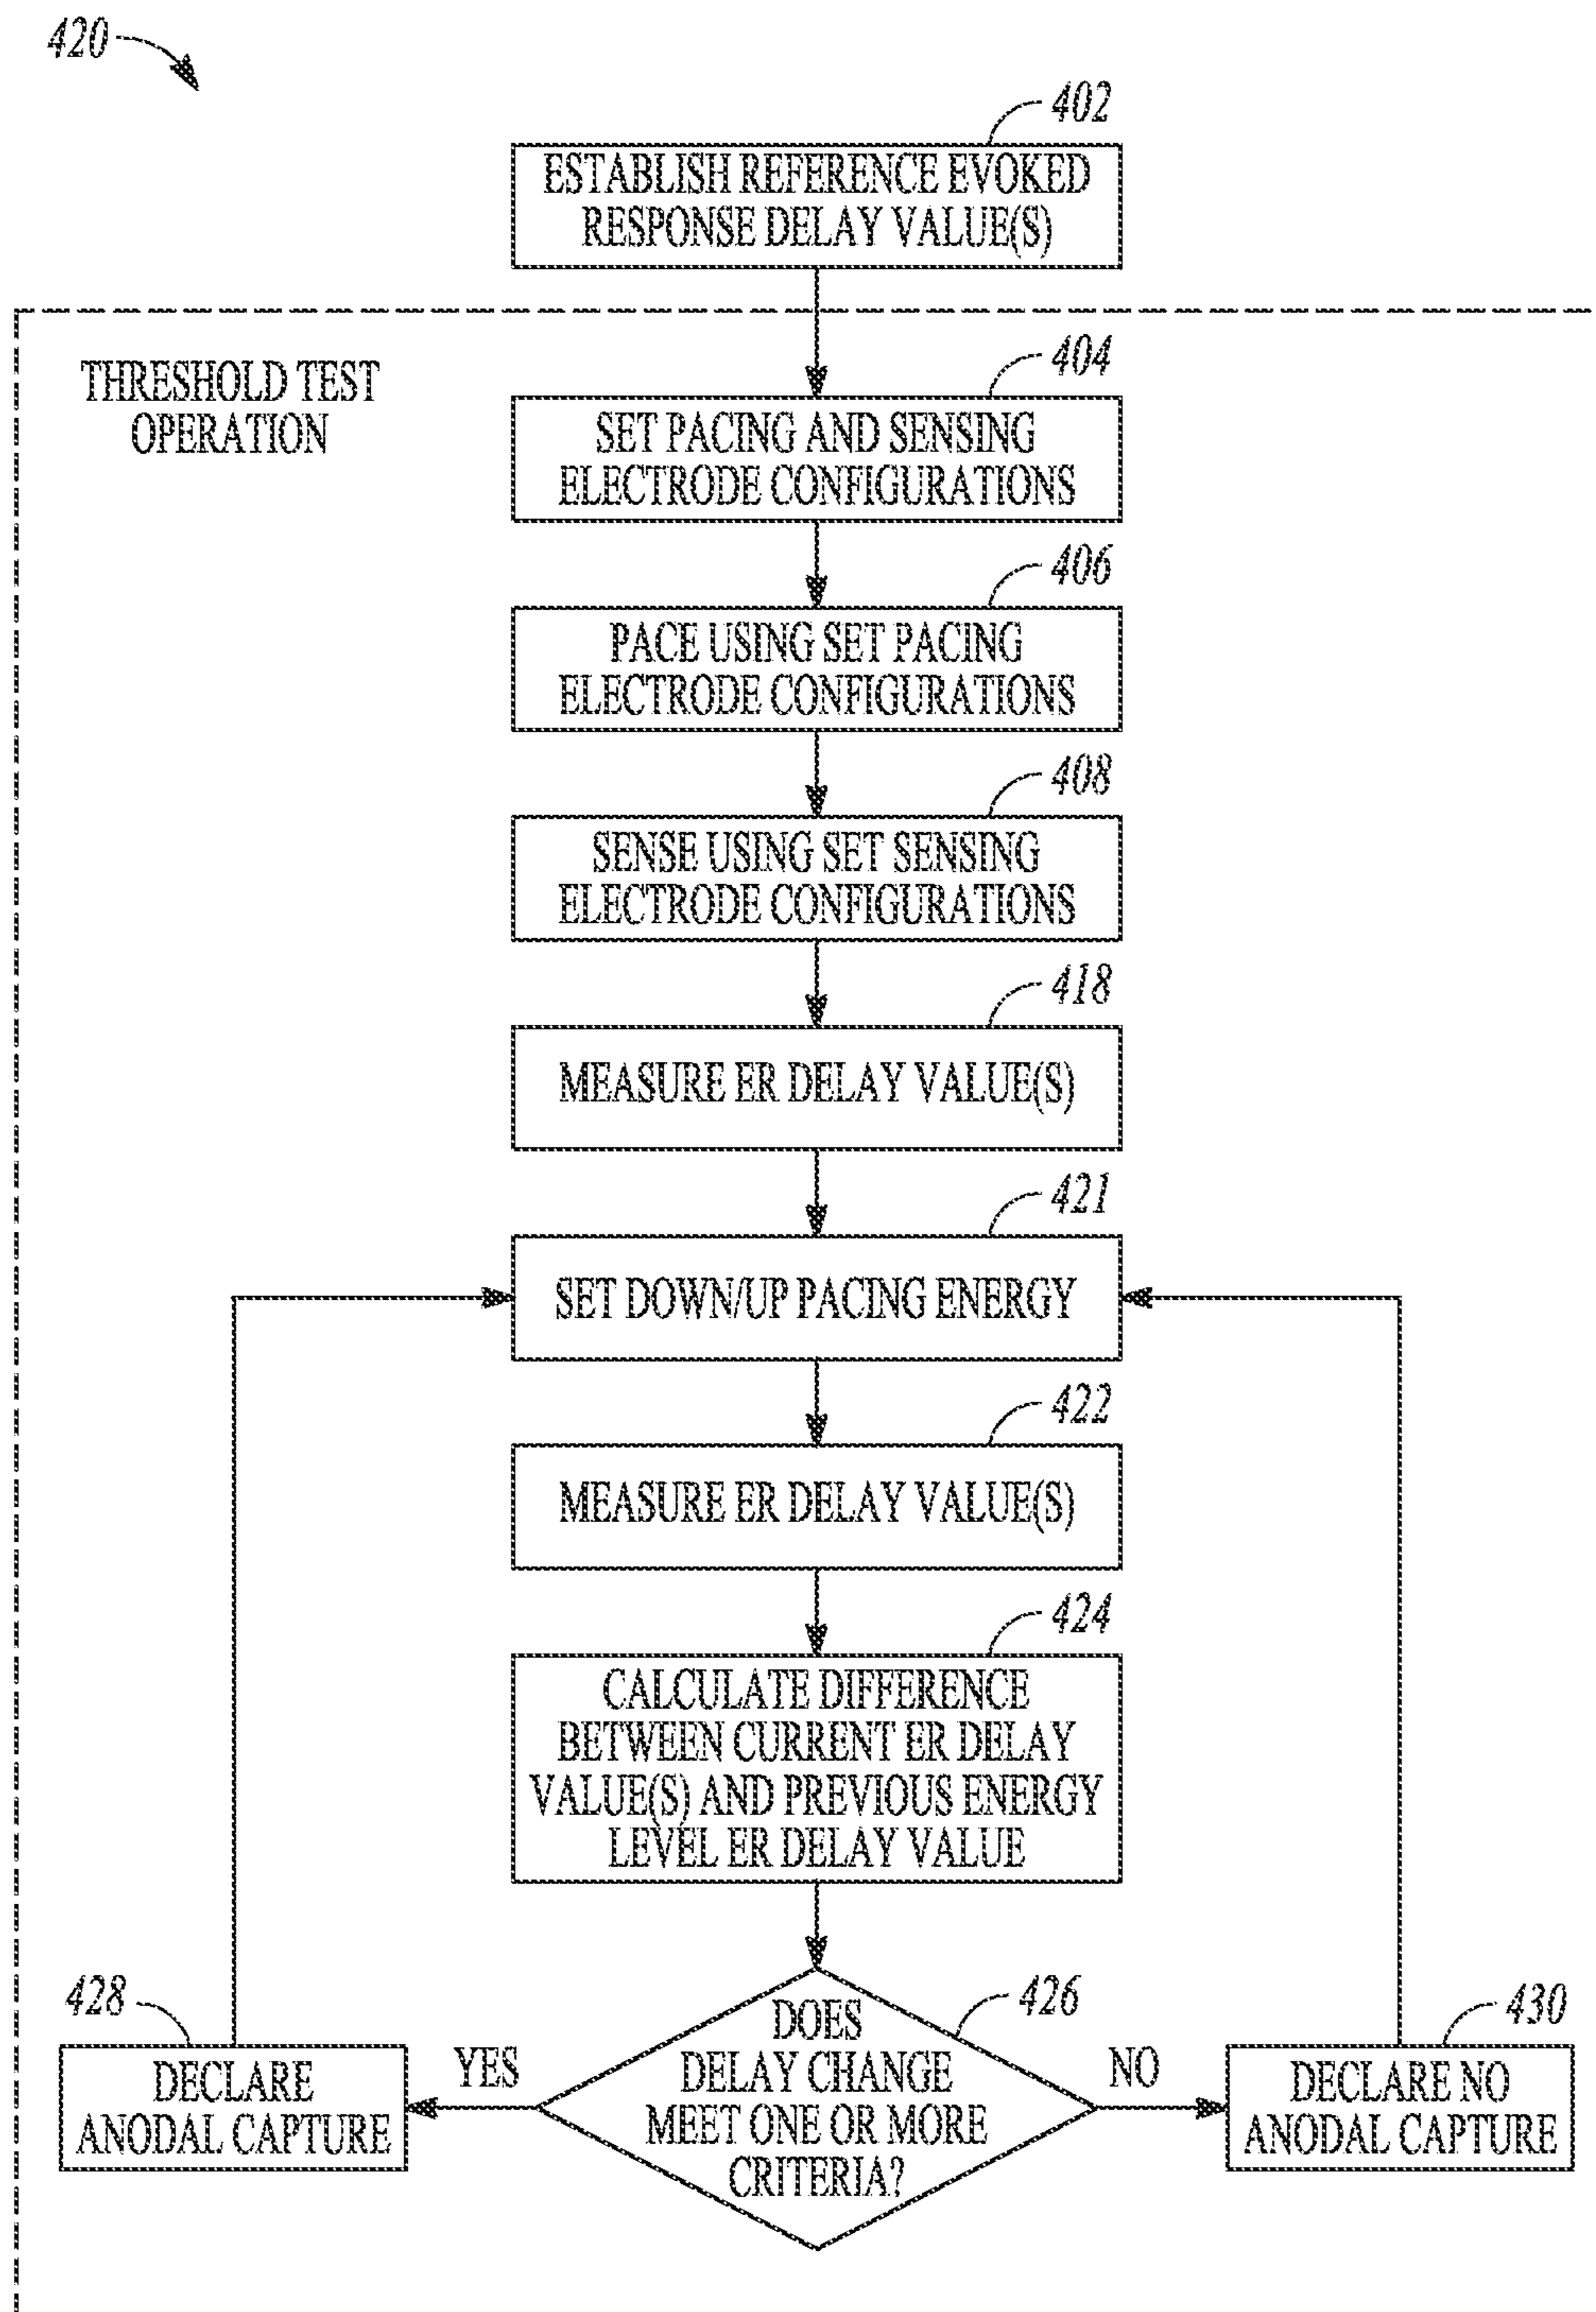 420
402
ESTABLISH REFERENCE EVOKED
RESPONSE DELAY VALUE(S)
THRESHOLD TEST
OPERATION
404
SET PACING AND SENSING
ELECTRODE CONFIGURATIONS
406
PACE USING SET PACING
ELECTRODE CONFIGURATIONS
408
SENSE USING SET SENSING
ELECTRODE CONFIGURATIONS
418
MEASURE ER DELAY VALUE(S)
421
SET DOWN/UP PACING ENERGY
422
MEASURE ER DELAY VALUE(S)
424
CALCULATE DIFFERENCE
BETWEEN CURRENT ER DELAY
VALUE(S) AND PREVIOUS ENERGY
LEVEL ER DELAY VALUE
426
DOES
DELAY CHANGE
MEET ONE OR MORE
CRITERIA?
YES
428
DECLARE
ANODAL CAPTURE
NO
430
DECLARE NO
ANODAL CAPTURE